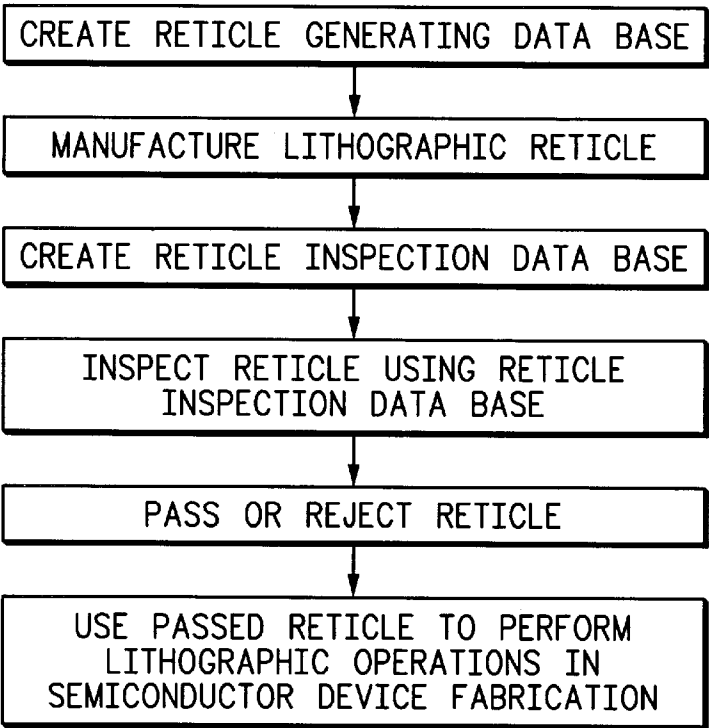 CREATE RETICLE GENERATING DATA BASE
MANUFACTURE LITHOGRAPHIC RETICLE
CREATE RETICLE INSPECTION DATA BASE
INSPECT RETICLE USING RETICLE
INSPECTION DATA BASE
PASS OR REJECT RETICLE
USE PASSED RETICLE TO PERFORM
LITHOGRAPHIC OPERATIONS IN
SEMICONDUCTOR DEVICE FABRICATION